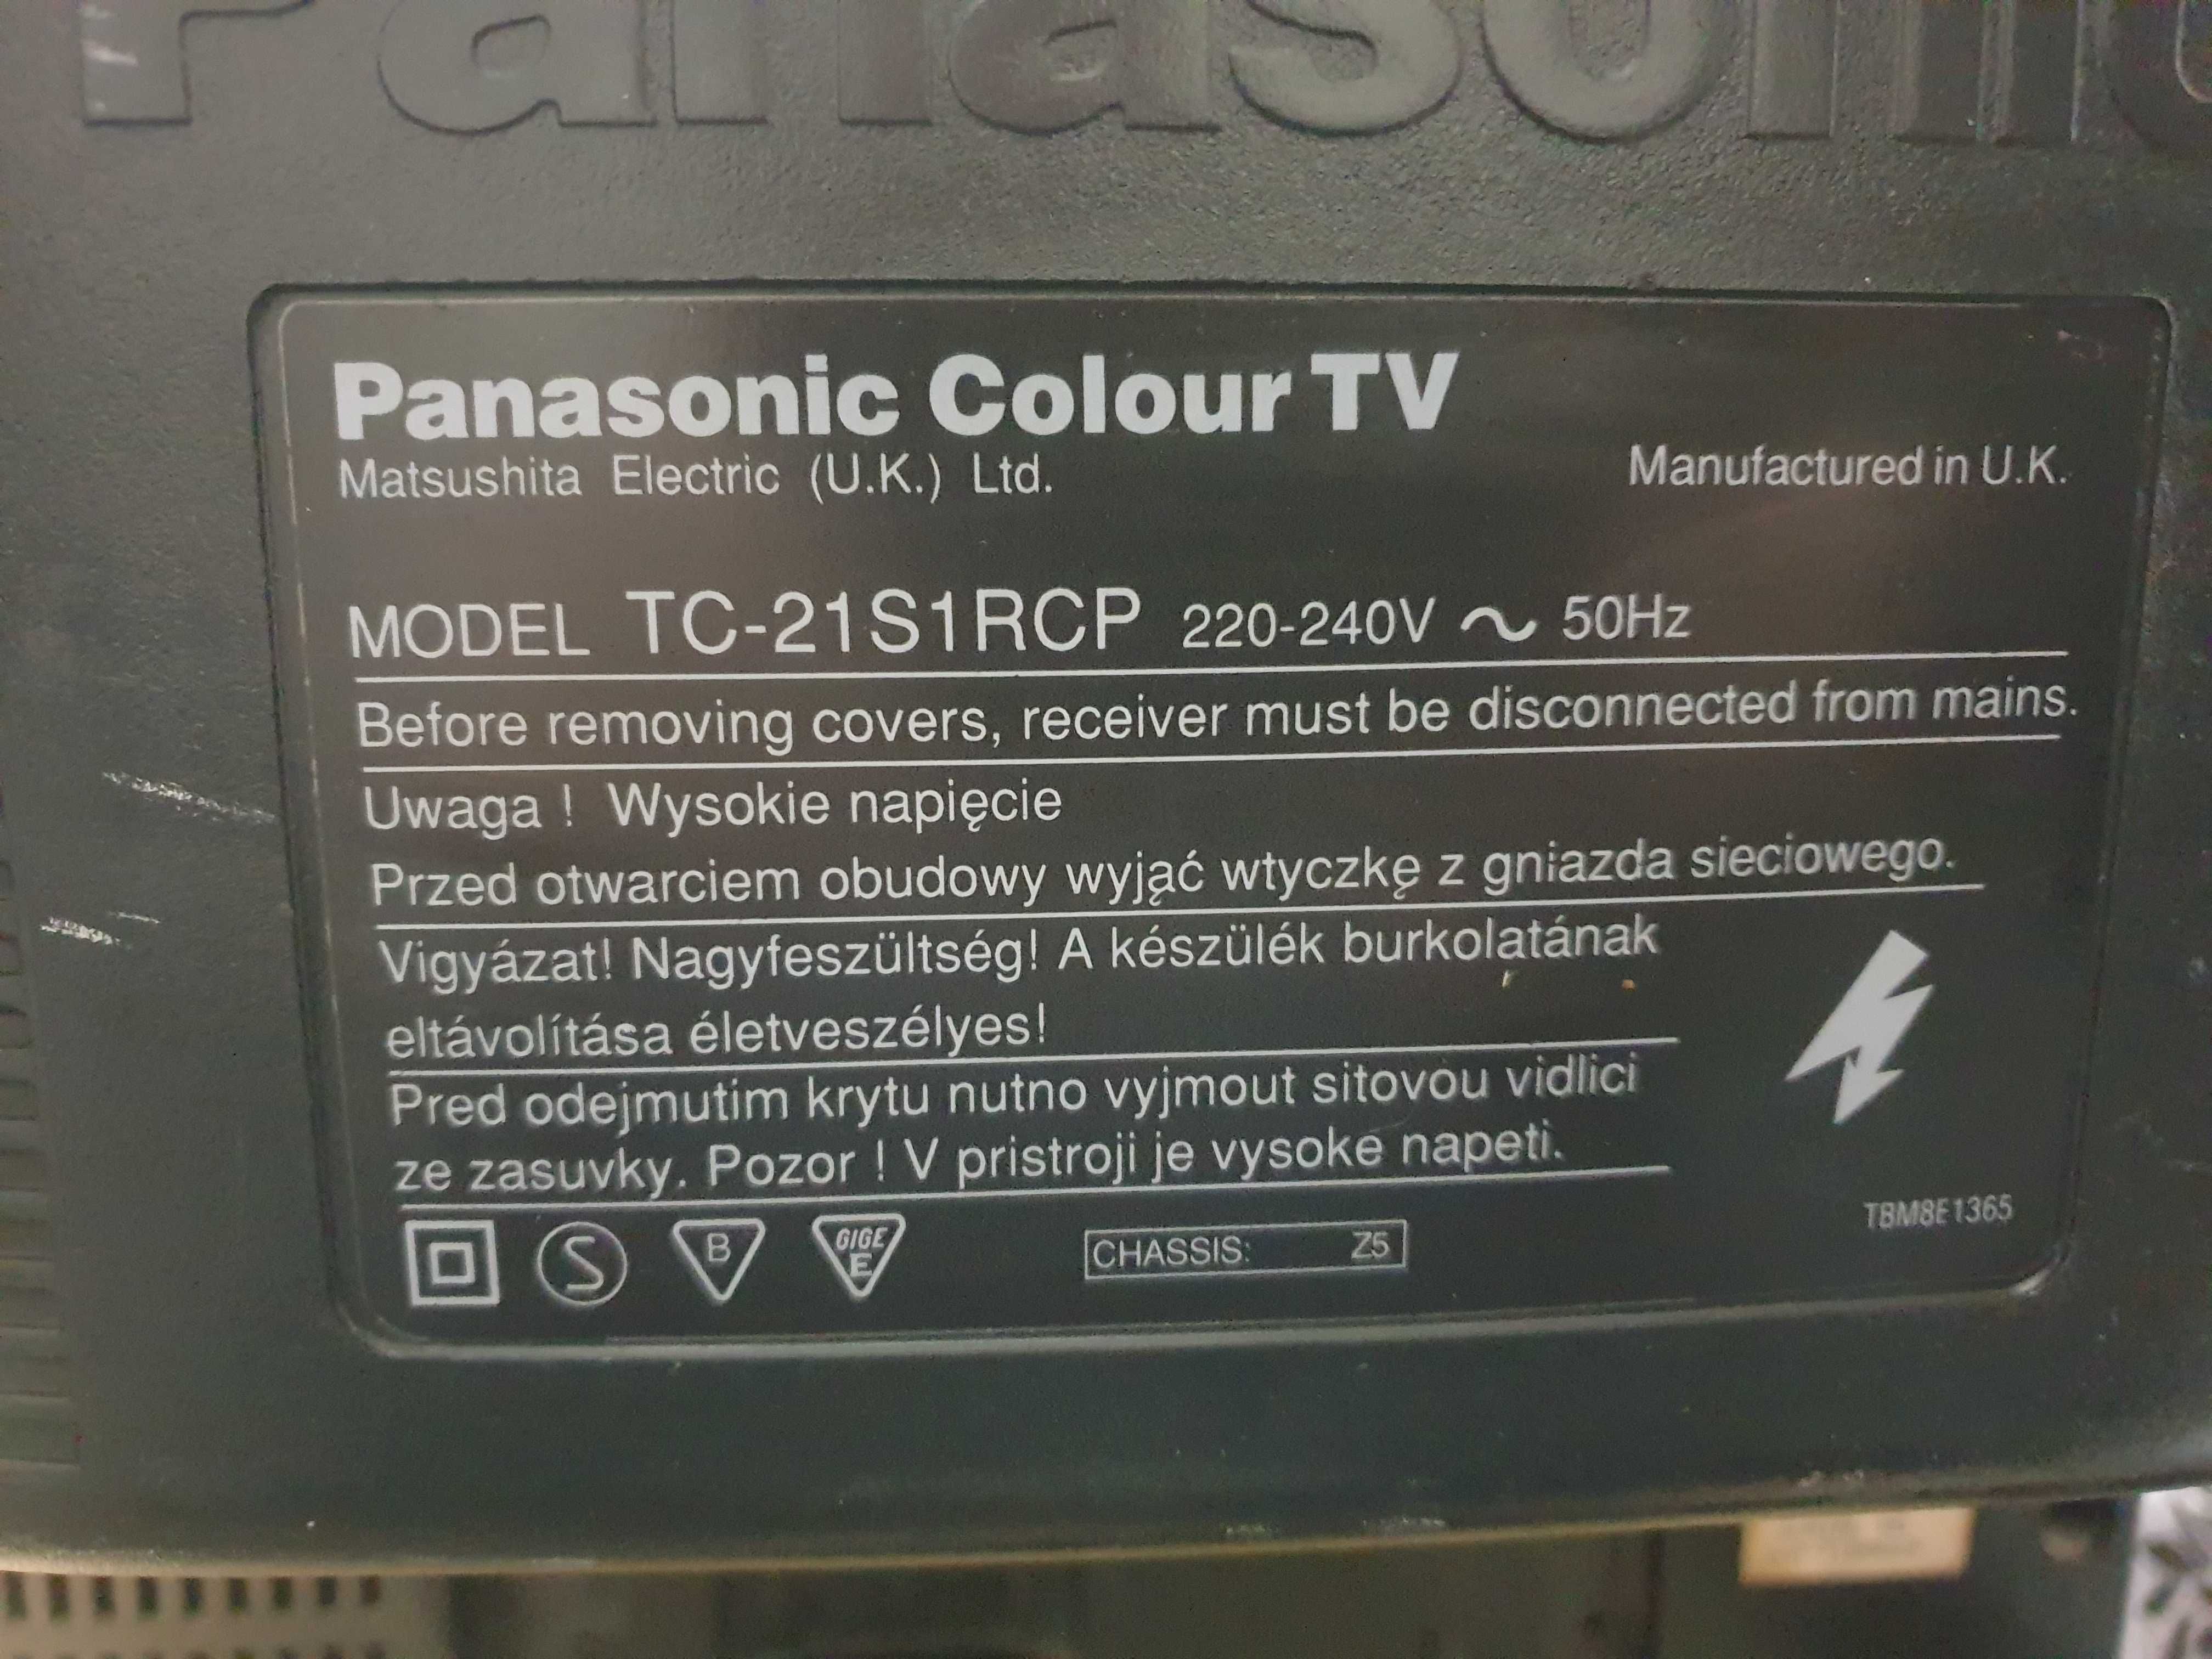 Panasonic
Panasonic Colour TV
Matsushita Electric (U.K.) Ltd.
Manufactured in U.K.
MODEL TC-21S1RCP 220-240V ~ 50Hz
Before removing covers, receiver must be disconnected from mains.
Uwaga ! Wysokie napięcie
Przed otwarciem obudowy wyjąć wtyczkę z gniazda sieciowego.
Vigyázat! Nagyfeszültség! A készülék burkolatának
eltávolítása életveszélyes!
Pred odejmutim krytu nutno vyjmout sitovou vidlici
ze zasuvky. Pozor ! V pristroji je vysoke napeti.
TBM8E1365
S B GIGE E CHASSIS: Z5